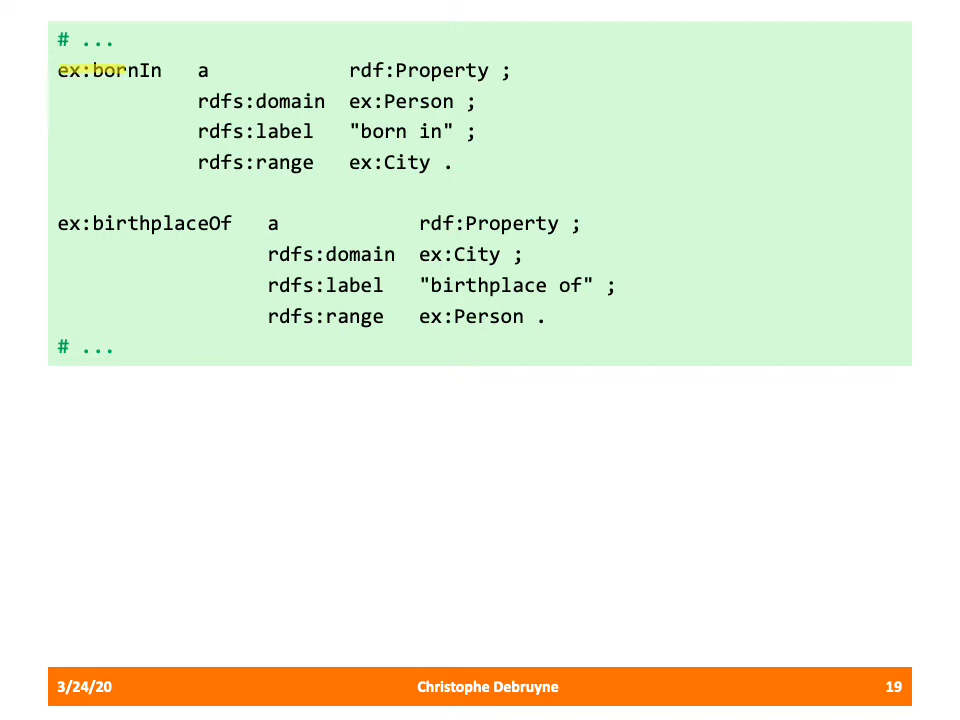 # ...
ex:bornIn a rdf:Property ;
rdfs:domain ex:Person ;
rdfs:label "born in" ;
rdfs:range ex:City .
ex:birthplaceOf a rdf:Property ;
rdfs:domain ex:City ;
rdfs:label "birthplace of" ;
rdfs:range ex:Person .
# ...
3/24/20 Christophe Debruyne 19